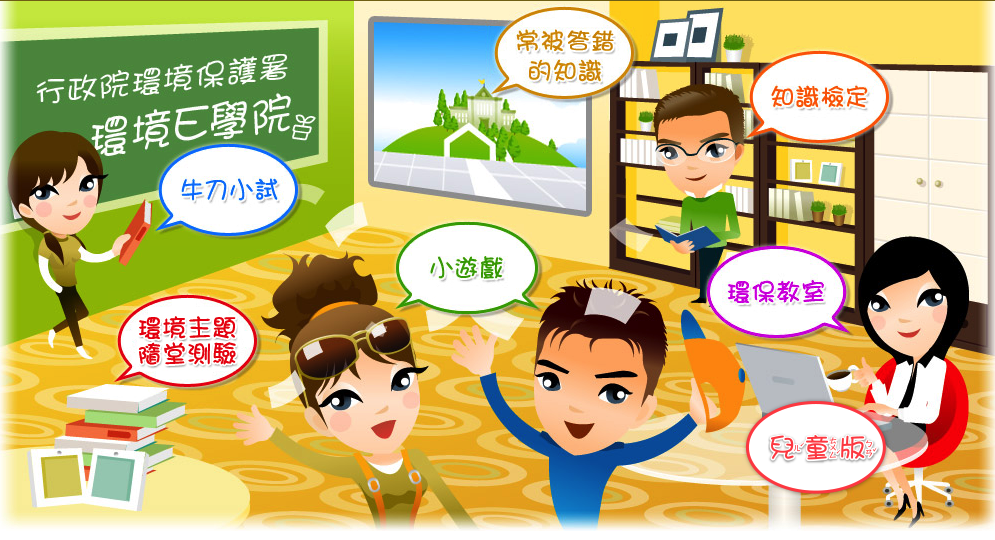 行政院環境保護署
環境E學院
常被答錯
的知識
知識檢定
牛刀小試
小遊戲
環保教室
環境主題
隨堂測驗
兒童版